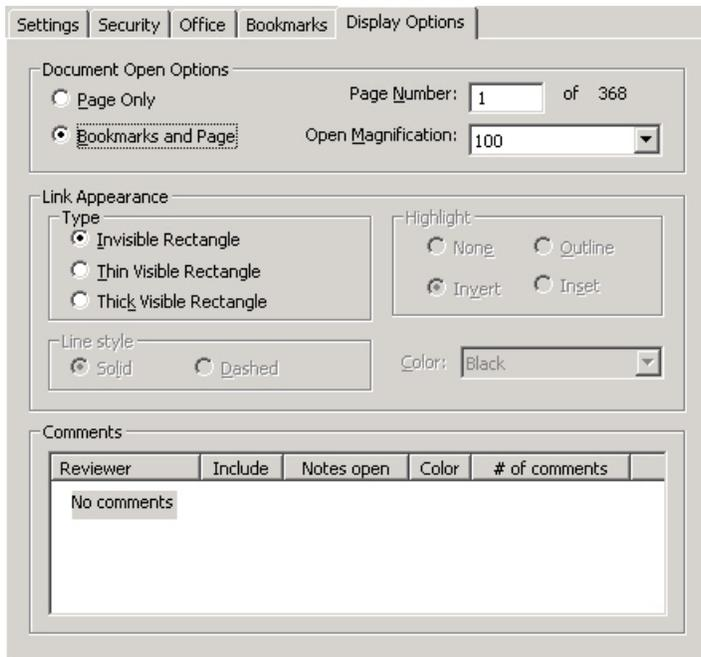 Settings Security Office Bookmarks Display Options
Document Open Options
Page Only Page Number: 1 of 368
Bookmarks and Page Open Magnification: 100
Link Appearance
Type Highlight
Invisible Rectangle None Outline
Thin Visible Rectangle Invert Inset
Thick Visible Rectangle
Line style
Solid Dashed Color: Black
Comments
Reviewer Include Notes open Color # of comments
No comments